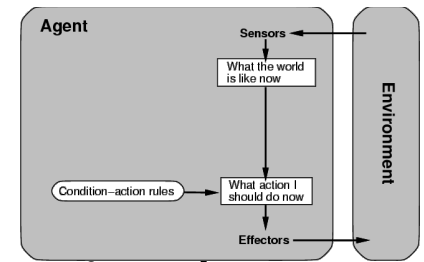 Agent
Sensors
What the world
is like now
Environment
Condition–action rules
What action I
should do now
Effectors